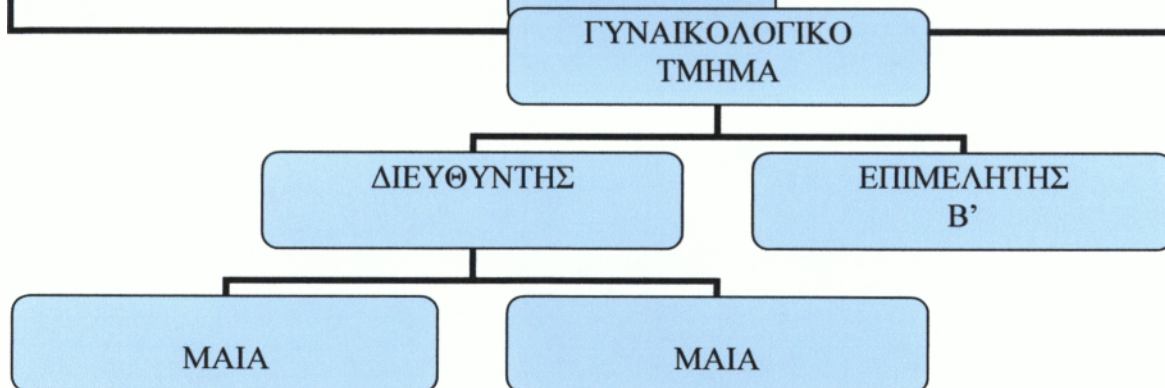 ΓΥΝΑΙΚΟΛΟΓΙΚΟ
ΤΜΗΜΑ
ΔΙΕΥΘΥΝΤΗΣ
ΕΠΙΜΕΛΗΤΗΣ
Β’
ΜΑΙΑ
ΜΑΙΑ